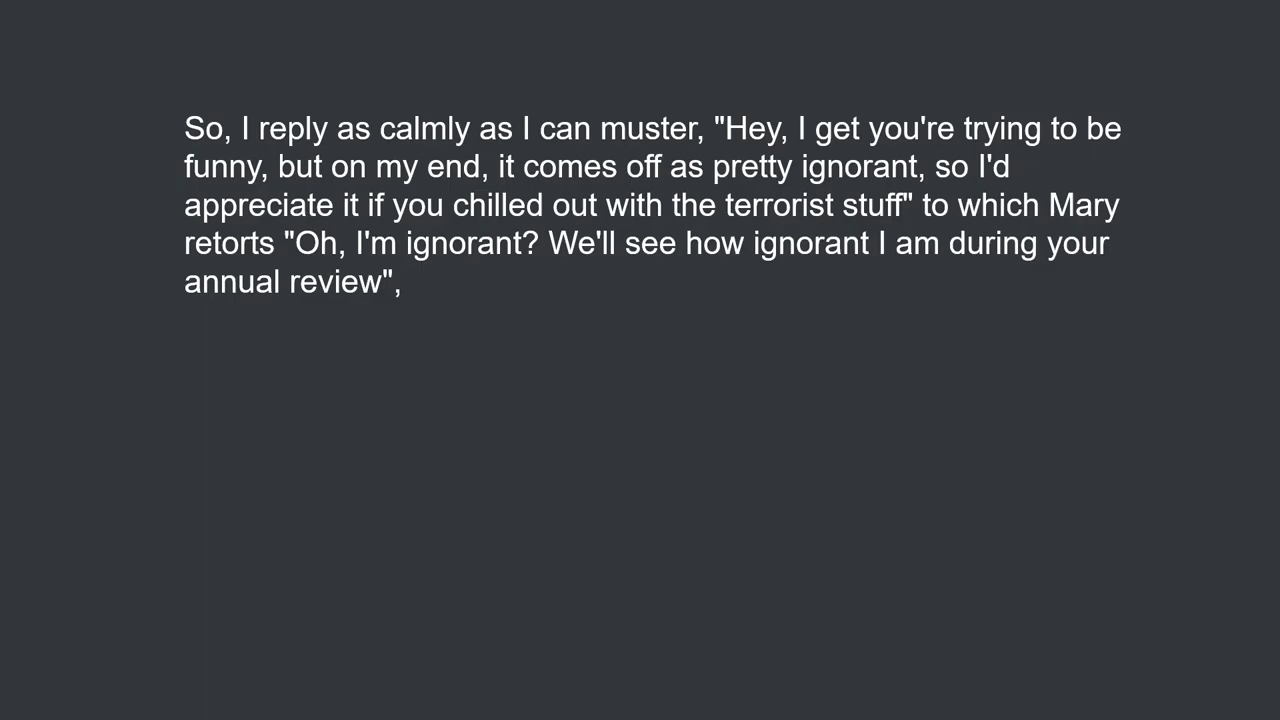 So, I reply as calmly as I can muster, "Hey, I get you're trying to be
funny, but on my end, it comes off as pretty ignorant, so I'd
appreciate it if you chilled out with the terrorist stuff" to which Mary
retorts "Oh, I'm ignorant? We'll see how ignorant I am during your
annual review",